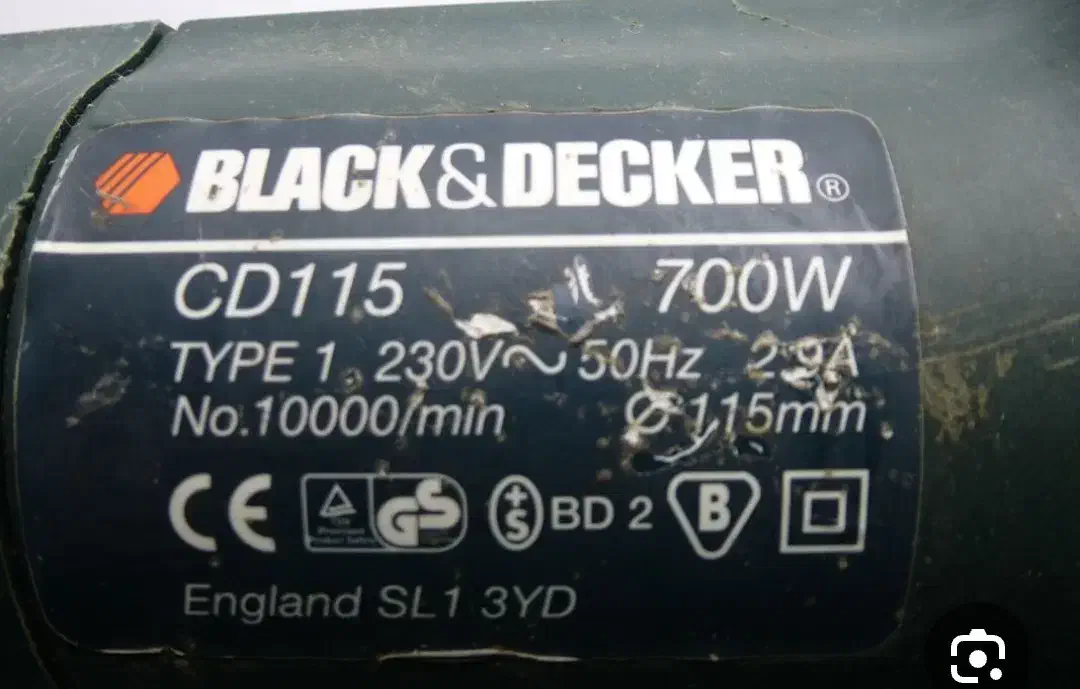 BLACK&DECKER®
CD115 700W
TYPE 1 230V~50Hz 2.9A
No.10000/min Ø 115mm
CE GS +S BD 2 B
England SL1 3YD